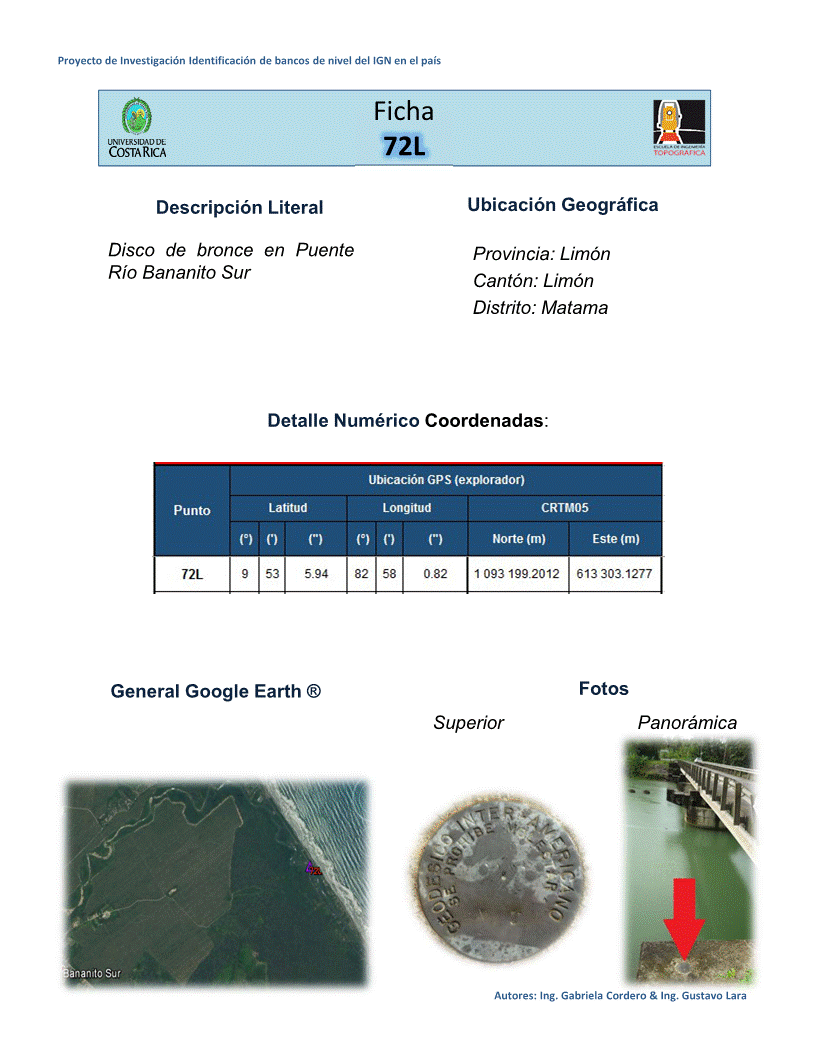 Proyecto de Investigación Identificación de bancos de nivel del IGN en el país
UNIVERSIDAD DE
COSTA RICA
Ficha
72L
ESCUELA DE INGENIERÍA
TOPOGRÁFICA
Descripción Literal
Disco de bronce en Puente
Río Bananito Sur
Ubicación Geográfica
Provincia: Limón
Cantón: Limón
Distrito: Matama
Detalle Numérico Coordenadas:
Punto
Ubicación GPS (explorador)
Latitud Longitud CRTM05
(°) (') (") (°) (') (") Norte (m) Este (m)
72L 9 53 5.94 82 58 0.82 1 093 199.2012 613 303.1277
General Google Earth ®
Fotos
Superior Panorámica
Bananito Sur
GEODESICO INTER-AMERICANO
SE PROHIBE MOLESTAR
Autores: Ing. Gabriela Cordero & Ing. Gustavo Lara